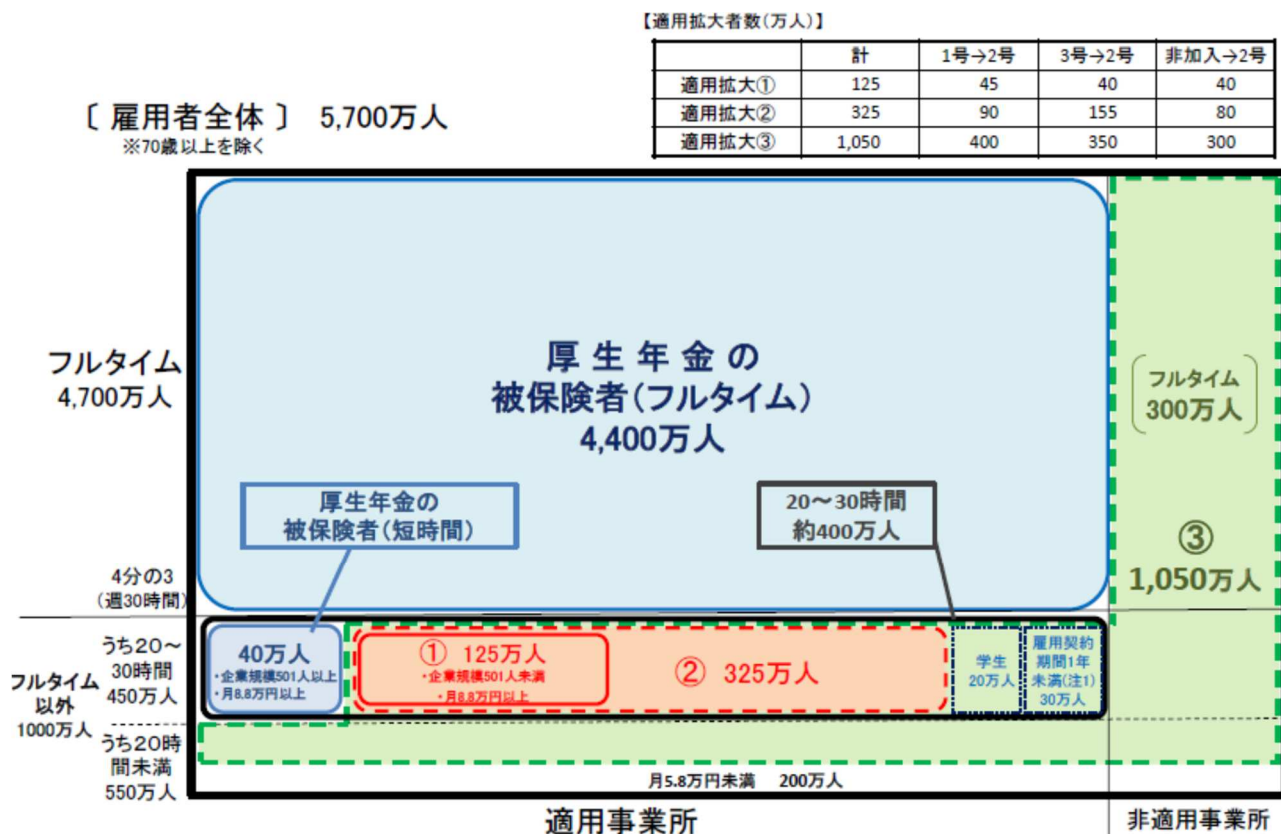 【適用拡大者数(万人)】
計 1号→2号 3号→2号 非加入→2号
適用拡大① 125 45 40 40
適用拡大② 325 90 155 80
適用拡大③ 1,050 400 350 300
〔 雇用者全体 〕 5,700万人
※70歳以上を除く
フルタイム
4,700万人
厚生年金の
被保険者(フルタイム)
4,400万人
フルタイム
300万人
③
1,050万人
厚生年金の
被保険者(短時間)
20～30時間
約400万人
4分の3
(週30時間)
フルタイム
以外
1000万人
うち20～
30時間
450万人
40万人
・企業規模501人以上
・月8.8万円以上
① 125万人
・企業規模501人未満
・月8.8万円以上
② 325万人
学生
20万人
雇用契約
期間1年
未満(注1)
30万人
うち20時
間未満
550万人
月5.8万円未満 200万人
適用事業所
非適用事業所